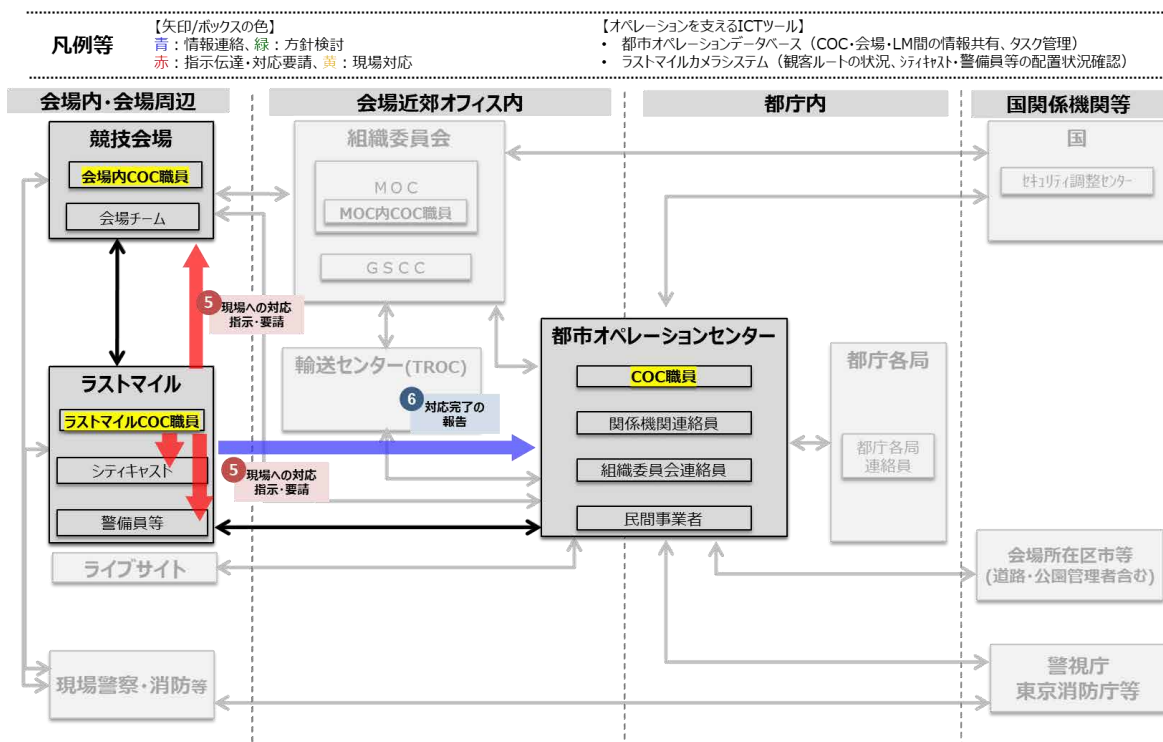 凡例等
【矢印/ボックスの色】
青：情報連絡、緑：方針検討
赤：指示伝達・対応要請、黄：現場対応
【オペレーションを支えるICTツール】
• 都市オペレーションデータベース（COC・会場・LM間の情報共有、タスク管理）
• ラストマイルカメラシステム（観客ルートの状況、シティキャスト・警備員等の配置状況確認）
会場内・会場周辺
会場近郊オフィス内
都庁内
国関係機関等
競技会場
会場内COC職員
会場チーム
組織委員会
MOC
MOC内COC職員
GSCC
国
セキュリティ調整センター
5
現場への対応
指示・要請
輸送センター(TROC)
6
対応完了の
報告
都市オペレーションセンター
COC職員
関係機関連絡員
組織委員会連絡員
民間事業者
都庁各局
都庁各局
連絡員
ラストマイル
ラストマイルCOC職員
シティキャスト
警備員等
5
現場への対応
指示・要請
ライブサイト
会場所在区市等
(道路・公園管理者含む)
現場警察・消防等
警視庁
東京消防庁等